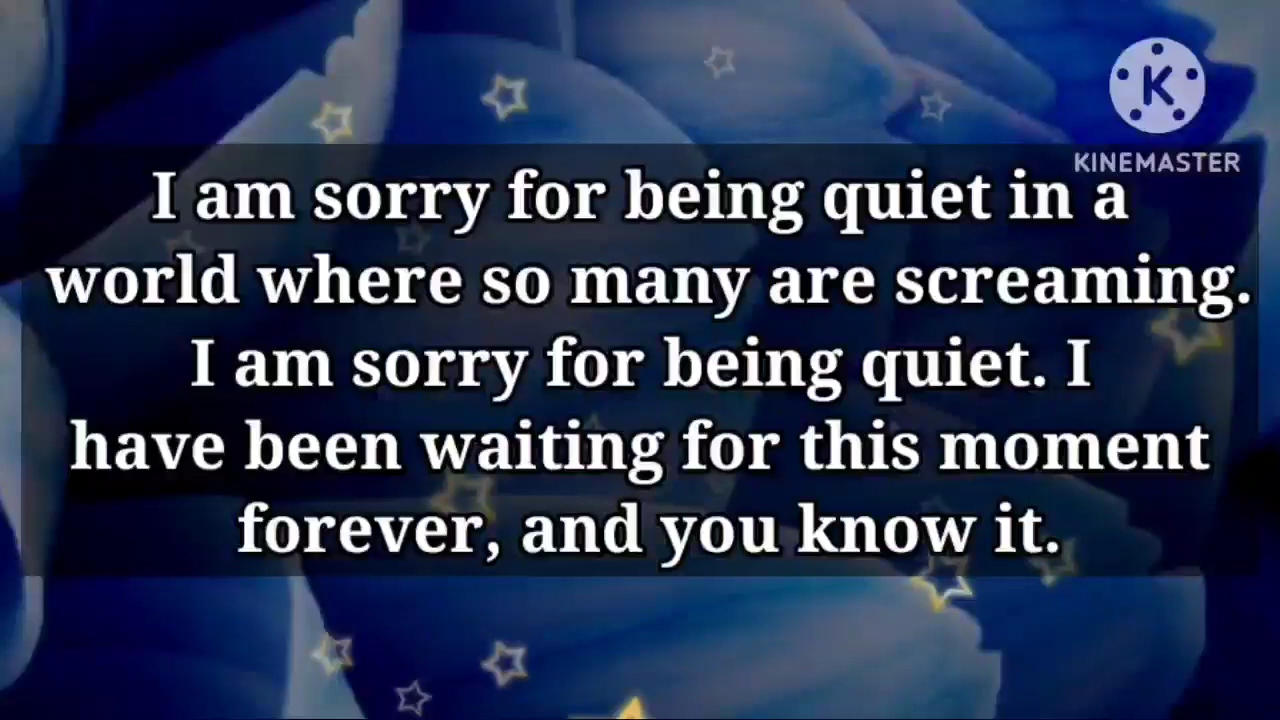 K
KINEMASTER
I am sorry for being quiet in a
world where so many are screaming.
I am sorry for being quiet. I
have been waiting for this moment
forever, and you know it.